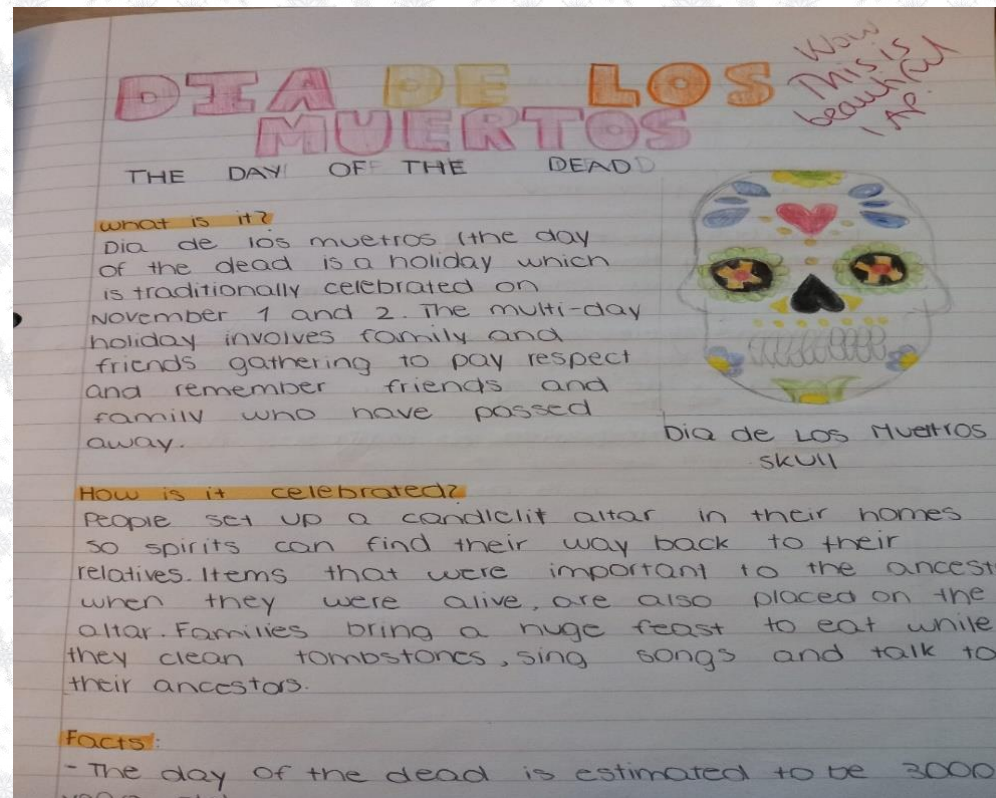 DIA DE LOS
MUERTOS
Wow
This is
beautiful
1 AP.
THE DAY OF THE DEAD
what is it?
Dia de los muetros (the day
of the dead is a holiday which
is traditionally celebrated on
November 1 and 2. The multi-day
holiday involves family and
friends gathering to pay respect
and remember friends and
family who have passed
away.
Dia de Los Muetros
skull
How is it celebrated?
People set up a candlelit altar in their homes
so spirits can find their way back to their
relatives. Items that were important to the ancest
when they were alive, are also placed on the
altar. Families bring a huge feast to eat while
they clean tombstones, sing songs and talk to
their ancestors.
Facts:
- The day of the dead is estimated to be 3000